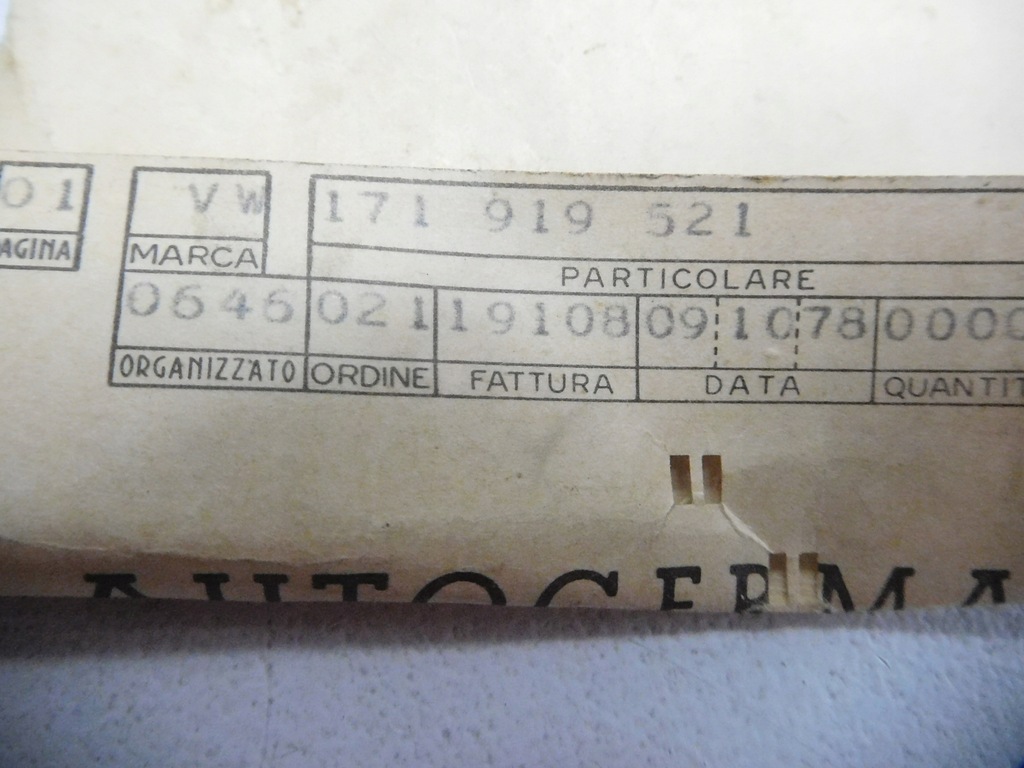 01 VW 171 919 521
AGINA MARCA PARTICOLARE
0646 021 19108 09 10 78 0000
ORGANIZZATO ORDINE FATTURA DATA QUANTIT
AUTOGERMA